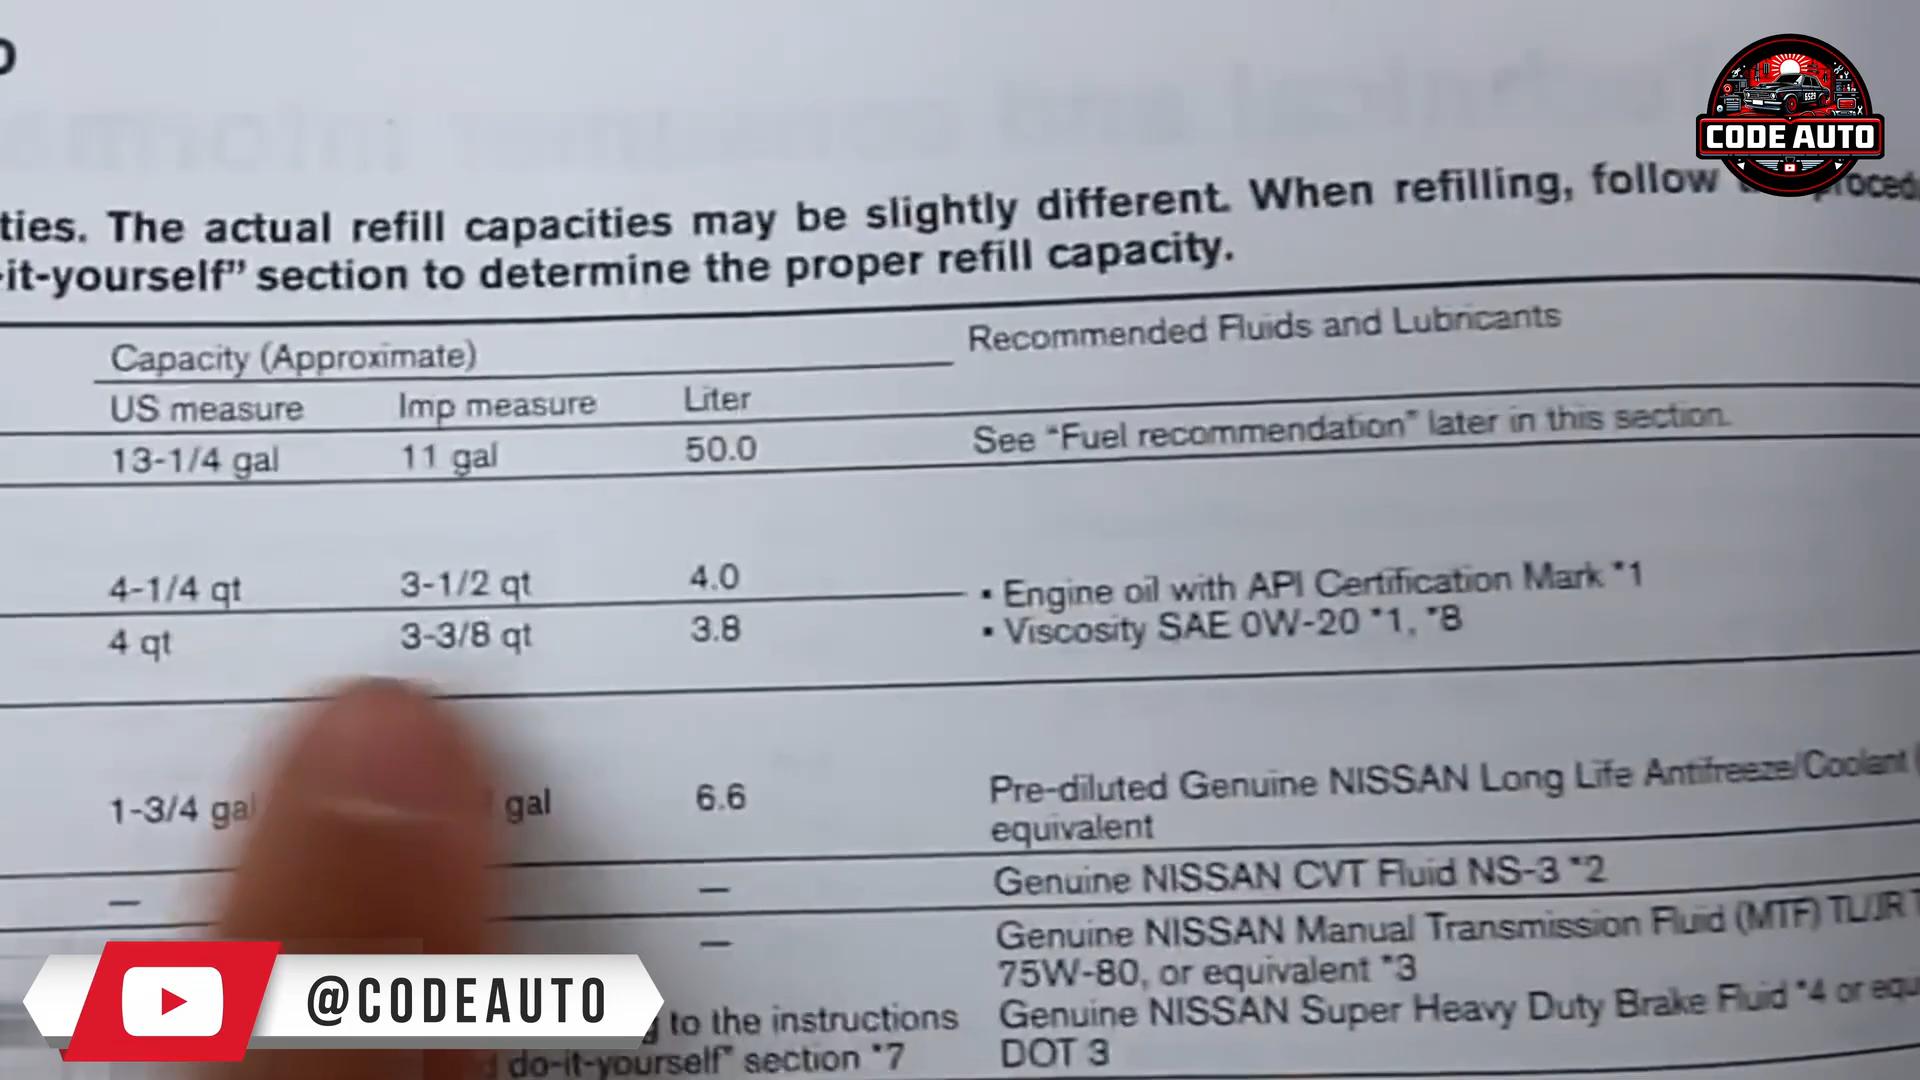 ties. The actual refill capacities may be slightly different. When refilling, follow
-it-yourself” section to determine the proper refill capacity.
Capacity (Approximate)
Recommended Fluids and Lubricants
US measure Imp measure Liter
13-1/4 gal 11 gal 50.0 See “Fuel recommendation” later in this section.
4-1/4 qt 3-1/2 qt 4.0 • Engine oil with API Certification Mark *1
4 qt 3-3/8 qt 3.8 • Viscosity SAE 0W-20 *1, *8
1-3/4 gal gal 6.6 Pre-diluted Genuine NISSAN Long Life Antifreeze/Coolant
equivalent
— — Genuine NISSAN CVT Fluid NS-3 *2
— Genuine NISSAN Manual Transmission Fluid (MTF) TL/JR
75W-80, or equivalent *3
to the instructions Genuine NISSAN Super Heavy Duty Brake Fluid *4 or equ
do-it-yourself” section *7 DOT 3
CODE AUTO
@CODEAUTO